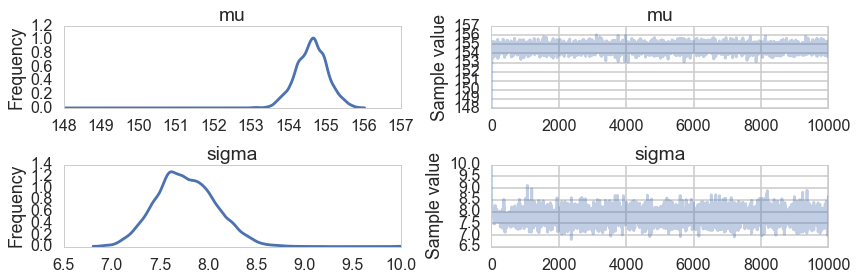 mu
Frequency
1.2
1.0
0.8
0.6
0.4
0.2
0.0
148 149 150 151 152 153 154 155 156 157
mu
Sample value
157
156
155
154
153
152
151
150
149
148
0 2000 4000 6000 8000 10000
sigma
Frequency
1.4
1.2
1.0
0.8
0.6
0.4
0.2
0.0
6.5 7.0 7.5 8.0 8.5 9.0 9.5 10.0
sigma
Sample value
10.0
9.5
9.0
8.5
8.0
7.5
7.0
6.5
0 2000 4000 6000 8000 10000